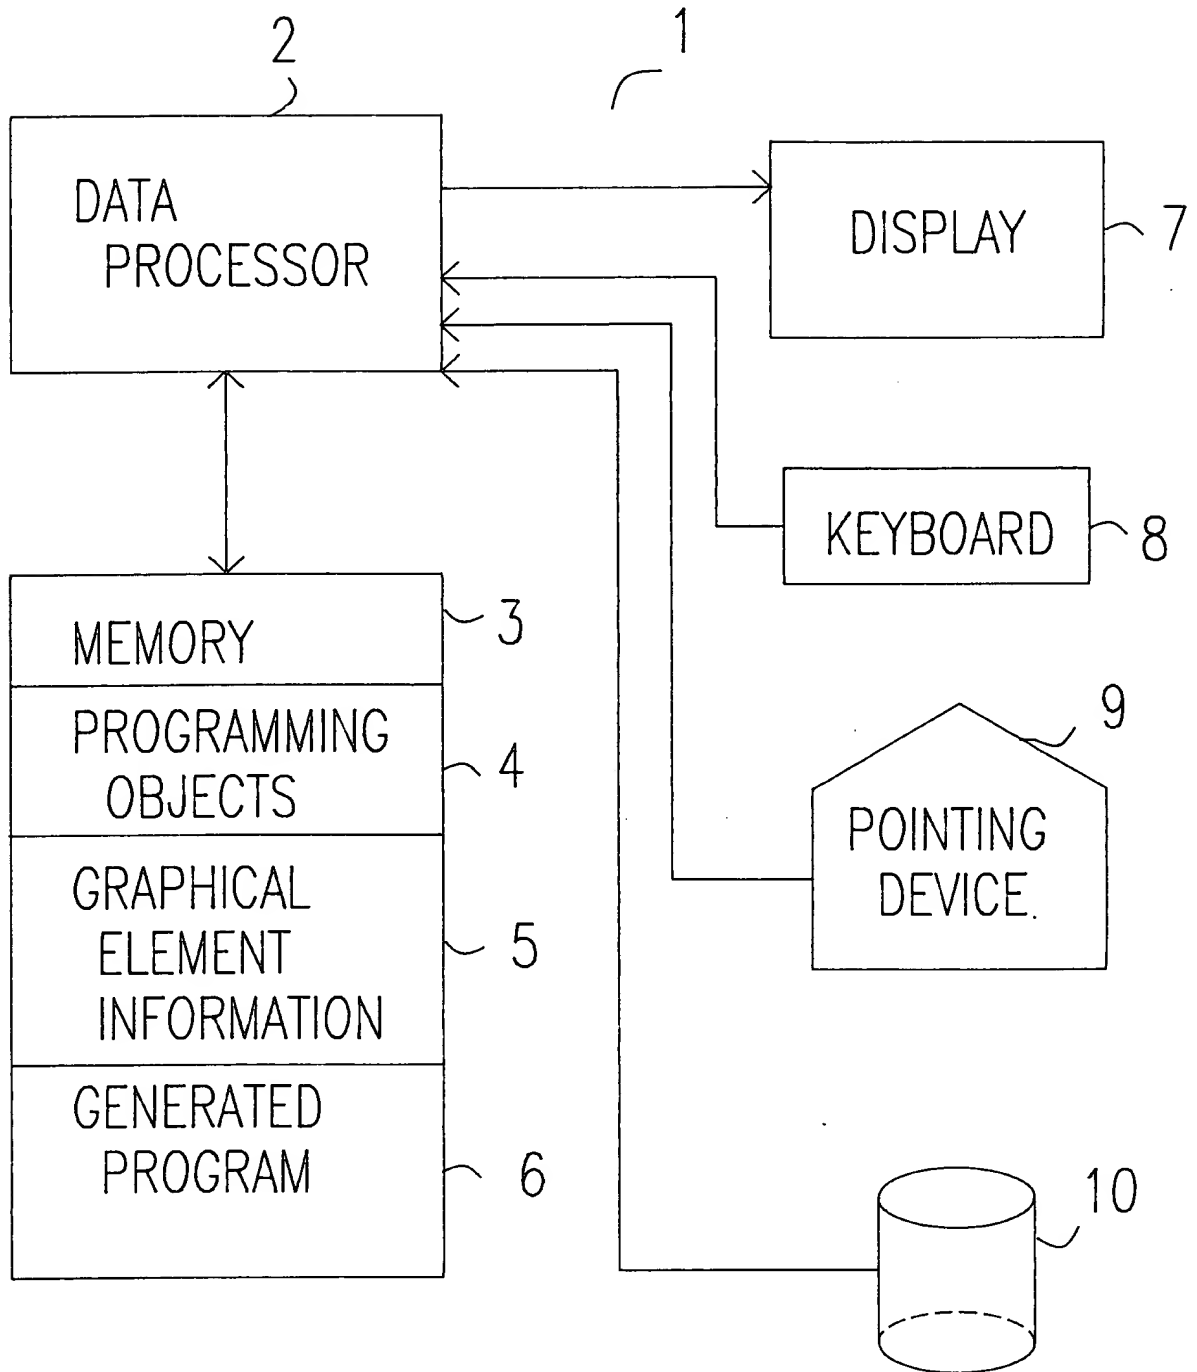 1
2
DATA
PROCESSOR
DISPLAY
7
KEYBOARD
8
MEMORY
3
PROGRAMMING
OBJECTS
4
GRAPHICAL
ELEMENT
INFORMATION
5
GENERATED
PROGRAM
6
9
POINTING
DEVICE.
10